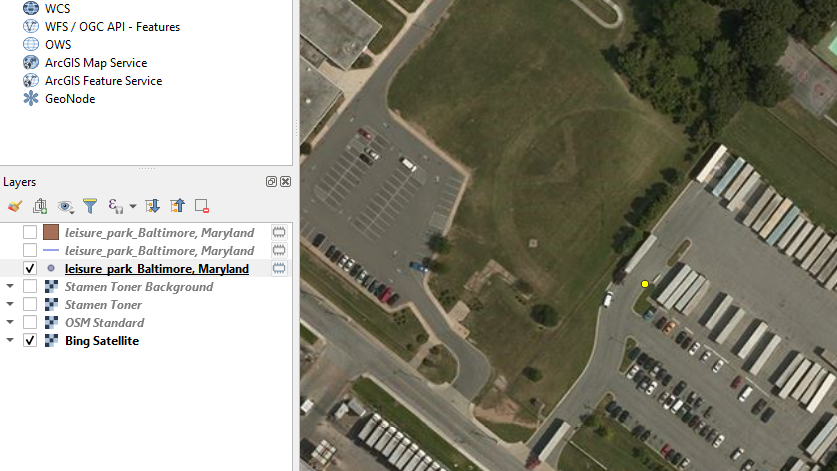 WCS
WFS / OGC API - Features
OWS
ArcGIS Map Service
ArcGIS Feature Service
GeoNode
Layers
leisure_park_Baltimore, Maryland
leisure_park_Baltimore, Maryland
leisure_park_Baltimore, Maryland
Stamen Toner Background
Stamen Toner
OSM Standard
Bing Satellite